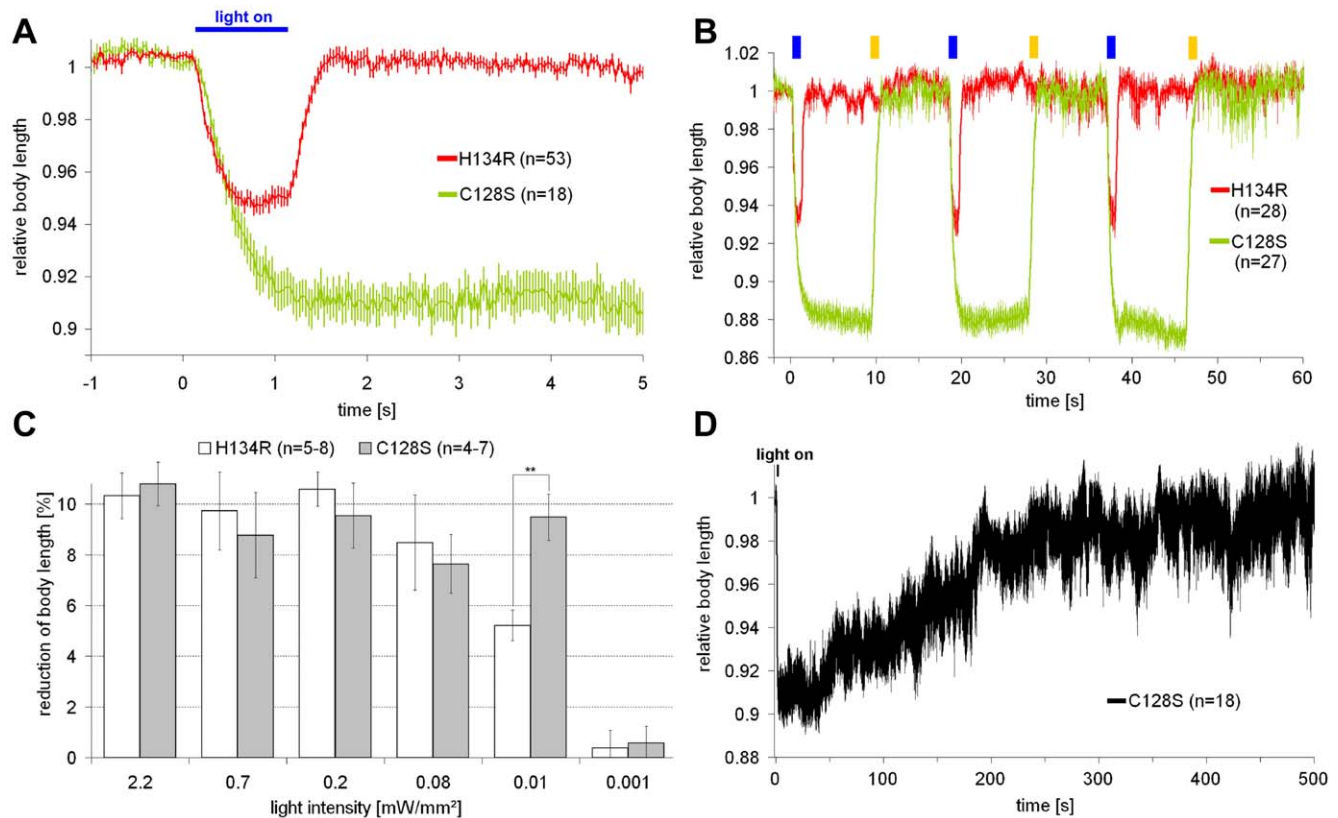 A
light on
1
0.98
0.96
0.94
0.92
0.9
relative body length
H134R (n=53)
C128S (n=18)
-1
0
1
2
3
4
5
time [s]
B
1.02
1
0.98
0.96
0.94
0.92
0.9
0.88
0.86
relative body length
H134R
(n=28)
C128S
(n=27)
0
10
20
30
40
50
60
time [s]
C
H134R (n=5-8)
C128S (n=4-7)
**
10
8
6
4
2
0
reduction of body length [%]
2.2
0.7
0.2
0.08
0.01
0.001
light intensity [mW/mm²]
D
light on
1
0.98
0.96
0.94
0.92
0.9
0.88
relative body length
C128S (n=18)
0
100
200
300
400
500
time [s]